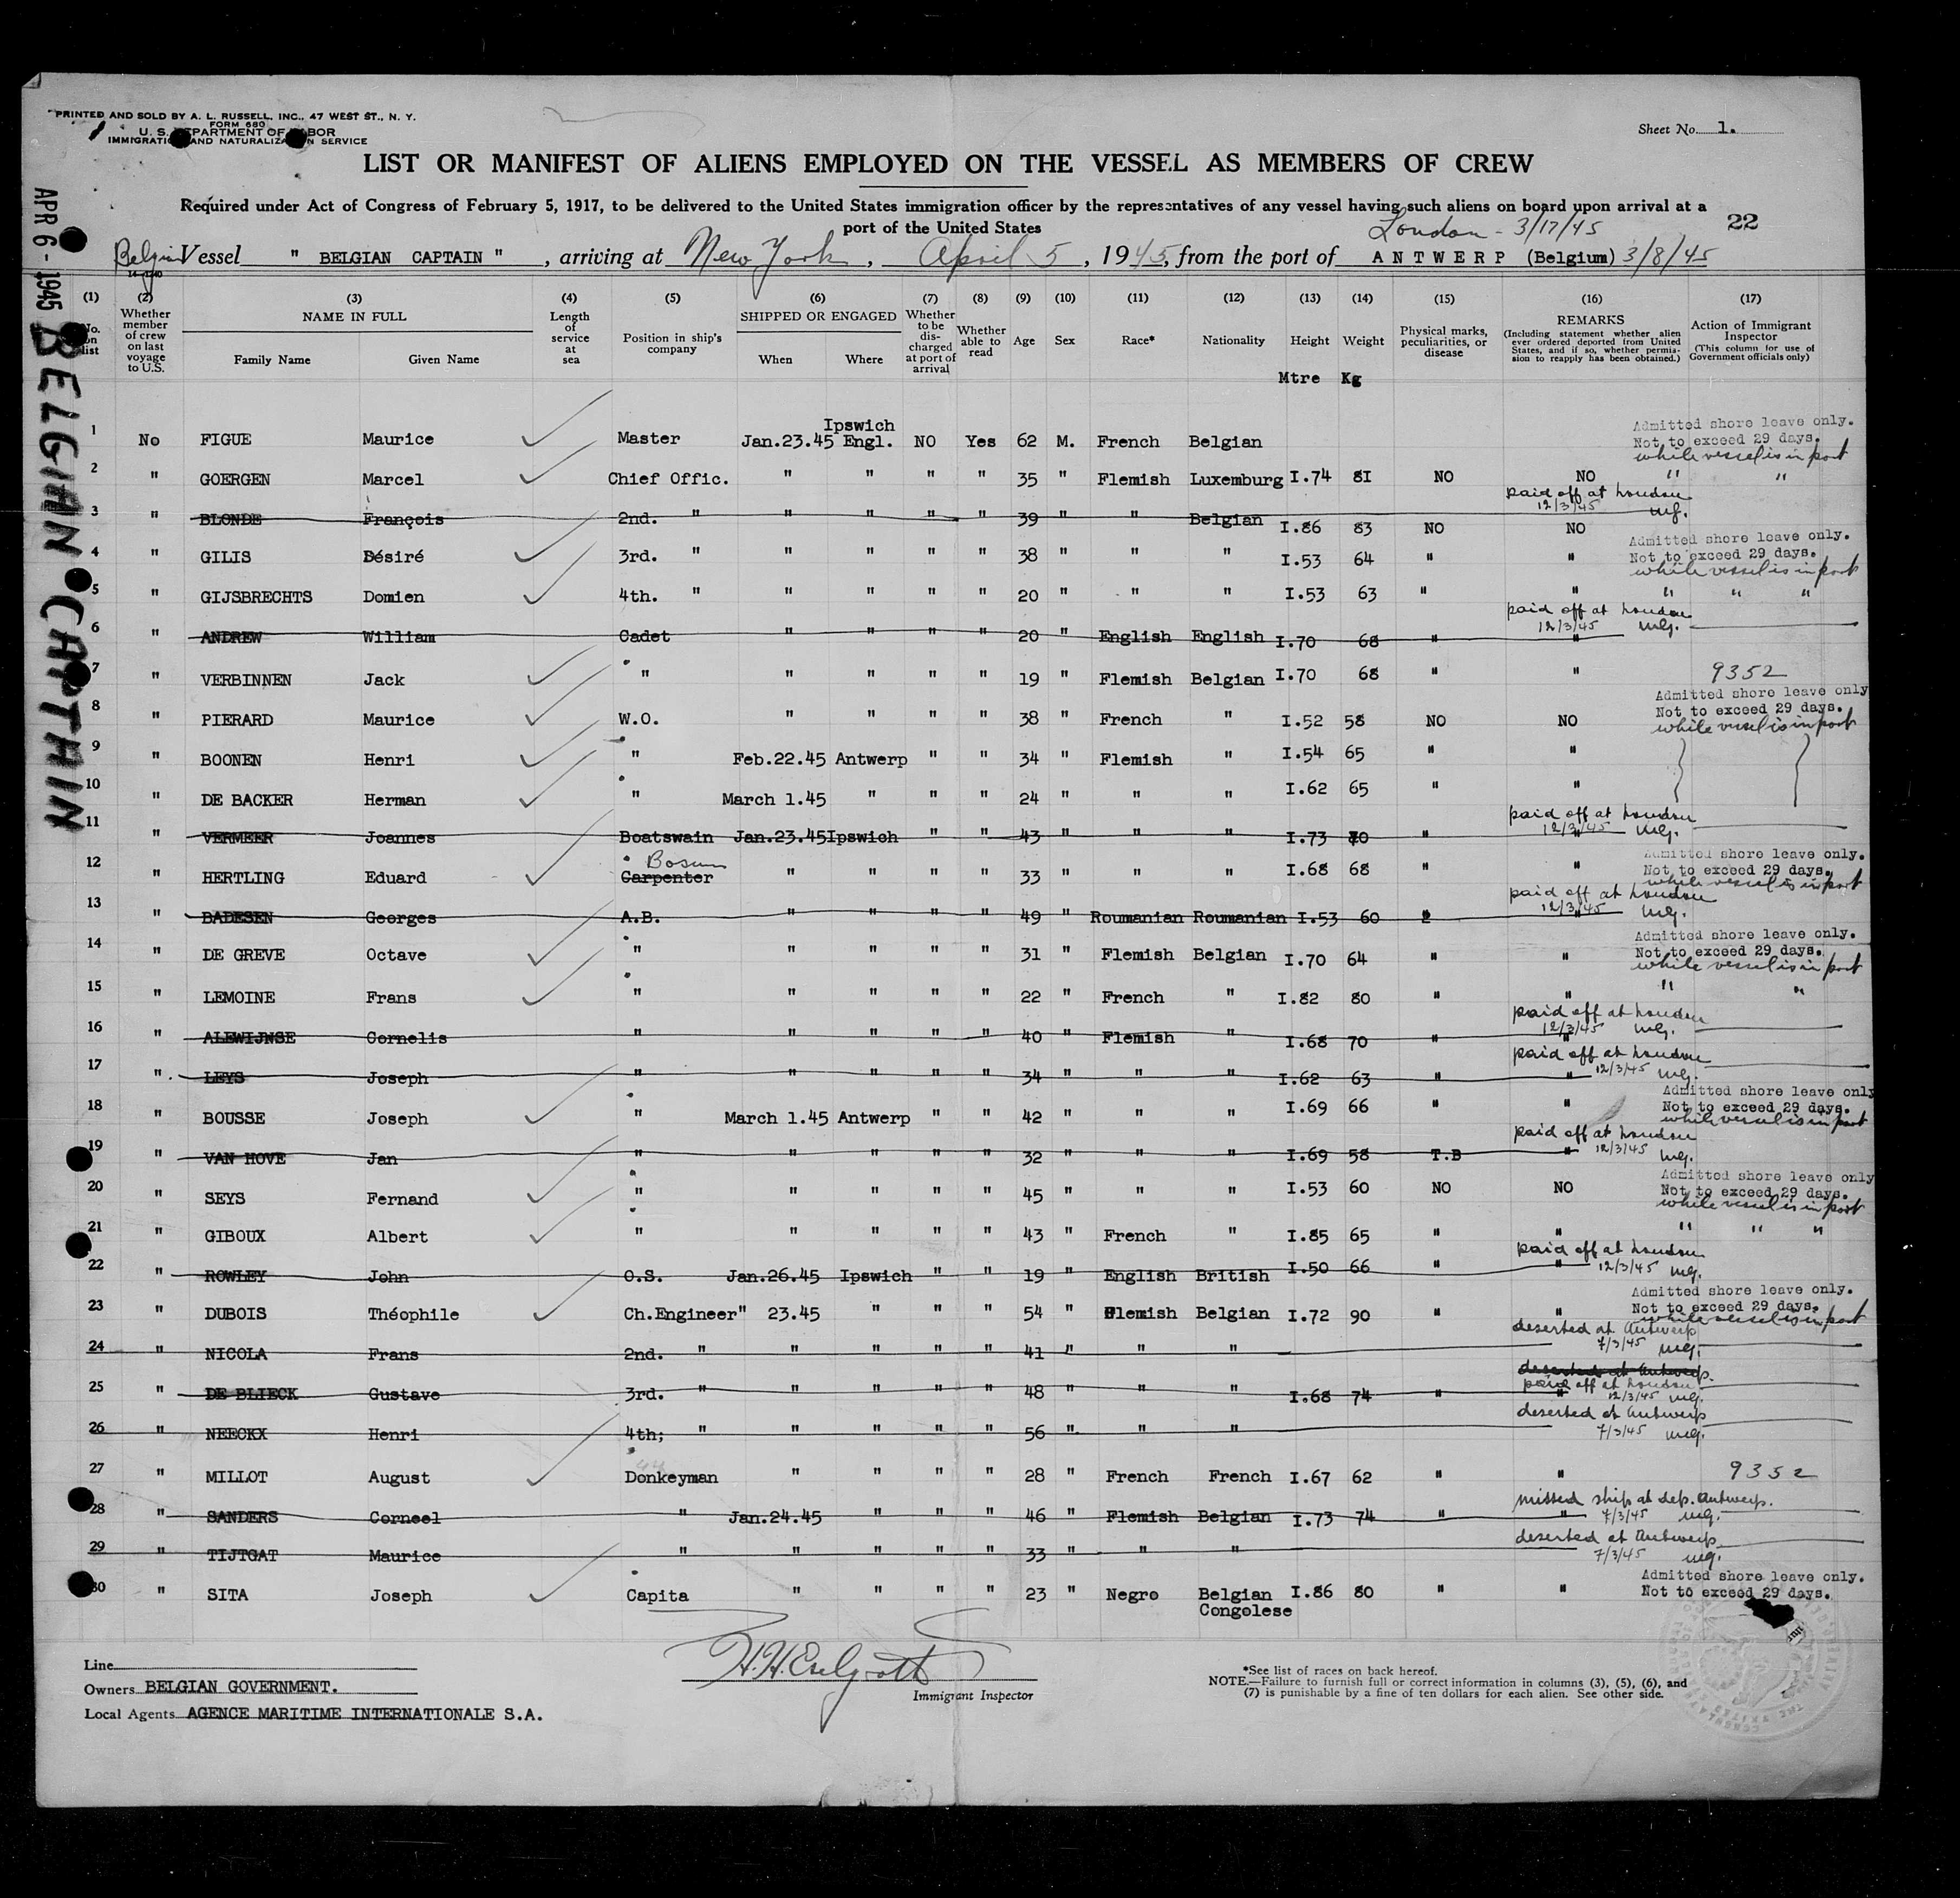 PRINTED AND SOLD BY A. L. RUSSELL, INC., 47 WEST ST., N. Y.
FORM 680
U. S. DEPARTMENT OF LABOR
IMMIGRATION AND NATURALIZATION SERVICE
Sheet No. 1.
LIST OR MANIFEST OF ALIENS EMPLOYED ON THE VESSEL AS MEMBERS OF CREW
Required under Act of Congress of February 5, 1917, to be delivered to the United States immigration officer by the representatives of any vessel having such aliens on board upon arrival at a
port of the United States
London - 3/17/45
22
Belgian Vessel " BELGIAN CAPTAIN ", arriving at New York, April 5, 1945, from the port of ANTWERP (Belgium) 3/8/45
APR 6 - 1945 BELGIAN CAPTAIN
(1) No. on list
(2) Whether member of crew on last voyage to U.S.
(3) NAME IN FULL Family Name Given Name
(4) Length of service at sea
(5) Position in ship's company
(6) SHIPPED OR ENGAGED When Where
(7) Whether to be discharged at port of arrival
(8) Whether able to read
(9) Age
(10) Sex
(11) Race*
(12) Nationality
(13) Height Mtre
(14) Weight Kg
(15) Physical marks, peculiarities, or disease
(16) REMARKS (Including statement whether alien ever ordered deported from United States, and if so, whether permission to reapply has been obtained.)
(17) Action of Immigrant Inspector (This column for use of Government officials only)
1 No FIGUE Maurice Master Jan.23.45 Ipswich Engl. NO Yes 62 M. French Belgian Admitted shore leave only. Not to exceed 29 days. while vessel is in port
2 " GOERGEN Marcel Chief Offic. " " " " 35 " Flemish Luxemburg I.74 8I NO NO " "
3 " BLONDE François 2nd. " " " " " 39 " " Belgian I.86 83 NO NO paid off at London 12/3/45 mg.
4 " GILIS Désiré 3rd. " " " " " 38 " " " I.53 64 " " Admitted shore leave only. Not to exceed 29 days. while vessel is in port
5 " GIJSBRECHTS Domien 4th. " " " " " 20 " " " I.53 63 " " " " "
6 " ANDREW William Cadet " " " " 20 " English English I.70 68 " " paid off at London 12/3/45 mg.
7 " VERBINNEN Jack " " " " " 19 " Flemish Belgian I.70 68 " " 9352
8 " PIERARD Maurice W.O. " " " " 38 " French " I.52 58 NO NO Admitted shore leave only Not to exceed 29 days. while vessel is in port
9 " BOONEN Henri " Feb.22.45 Antwerp " " 34 " Flemish " I.54 65 " "
10 " DE BACKER Herman " March 1.45 " " " 24 " " " I.62 65 " "
11 " VERMEER Joannes Boatswain Jan.23.45 Ipswich " " 43 " " " I.73 70 " " paid off at London 12/3/45 mg.
12 " HERTLING Eduard Carpenter Bosun " " " " 33 " " " I.68 68 " " Admitted shore leave only. Not to exceed 29 days. while vessel is in port
13 " BADESEN Georges A.B. " " " " 49 " Roumanian Roumanian I.53 60 " " paid off at London 12/3/45 mg.
14 " DE GREVE Octave " " " " " 31 " Flemish Belgian I.70 64 " " Admitted shore leave only. Not to exceed 29 days. while vessel is in port
15 " LEMOINE Frans " " " " " 22 " French " I.82 80 " " " "
16 " ALEWIJNSE Cornelis " " " " " 40 " Flemish " I.68 70 " " paid off at London 12/3/45 mg.
17 " LEYS Joseph " " " " " 34 " " " I.62 63 " " paid off at London 12/3/45 mg.
18 " BOUSSE Joseph " March 1.45 Antwerp " " 42 " " " I.69 66 " " Admitted shore leave only Not to exceed 29 days. while vessel is in port
19 " VAN HOVE Jan " " " " " 32 " " " I.69 58 T.B " paid off at London 12/3/45 mg.
20 " SEYS Fernand " " " " " 45 " " " I.53 60 NO NO Admitted shore leave only Not to exceed 29 days. while vessel is in port
21 " GIBOUX Albert " " " " " 43 " French " I.85 65 " " " " "
22 " ROWLEY John O.S. Jan.26.45 Ipswich " " 19 " English British I.50 66 " " paid off at London 12/3/45 mg.
23 " DUBOIS Théophile Ch.Engineer " 23.45 " " " 54 " Flemish Belgian I.72 90 " " Admitted shore leave only. Not to exceed 29 days. while vessel is in port
24 " NICOLA Frans 2nd. " " " " " 41 " " " deserted at Antwerp 7/3/45 mg.
25 " DE BLIECK Gustave 3rd. " " " " " 48 " " " I.68 74 " " deserted at Antwerp. paid off at London 12/3/45 mg.
26 " NEECKX Henri 4th; " " " " " 56 " " " deserted at Antwerp 7/3/45 mg.
27 " MILLOT August Donkeyman " " " " 28 " French French I.67 62 " " 9352
28 " SANDERS Corneel " Jan.24.45 " " " 46 " Flemish Belgian I.73 74 " " missed ship at dep. Antwerp. 7/3/45 mg.
29 " TIJTGAT Maurice " " " " " 33 " " " deserted at Antwerp 7/3/45 mg.
30 " SITA Joseph Capita " " " " 23 " Negro Belgian Congolese I.86 80 " " Admitted shore leave only. Not to exceed 29 days.
Line
Owners BELGIAN GOVERNMENT.
Local Agents AGENCE MARITIME INTERNATIONALE S.A.
Immigrant Inspector
*See list of races on back hereof.
NOTE.—Failure to furnish full or correct information in columns (3), (5), (6), and
(7) is punishable by a fine of ten dollars for each alien. See other side.